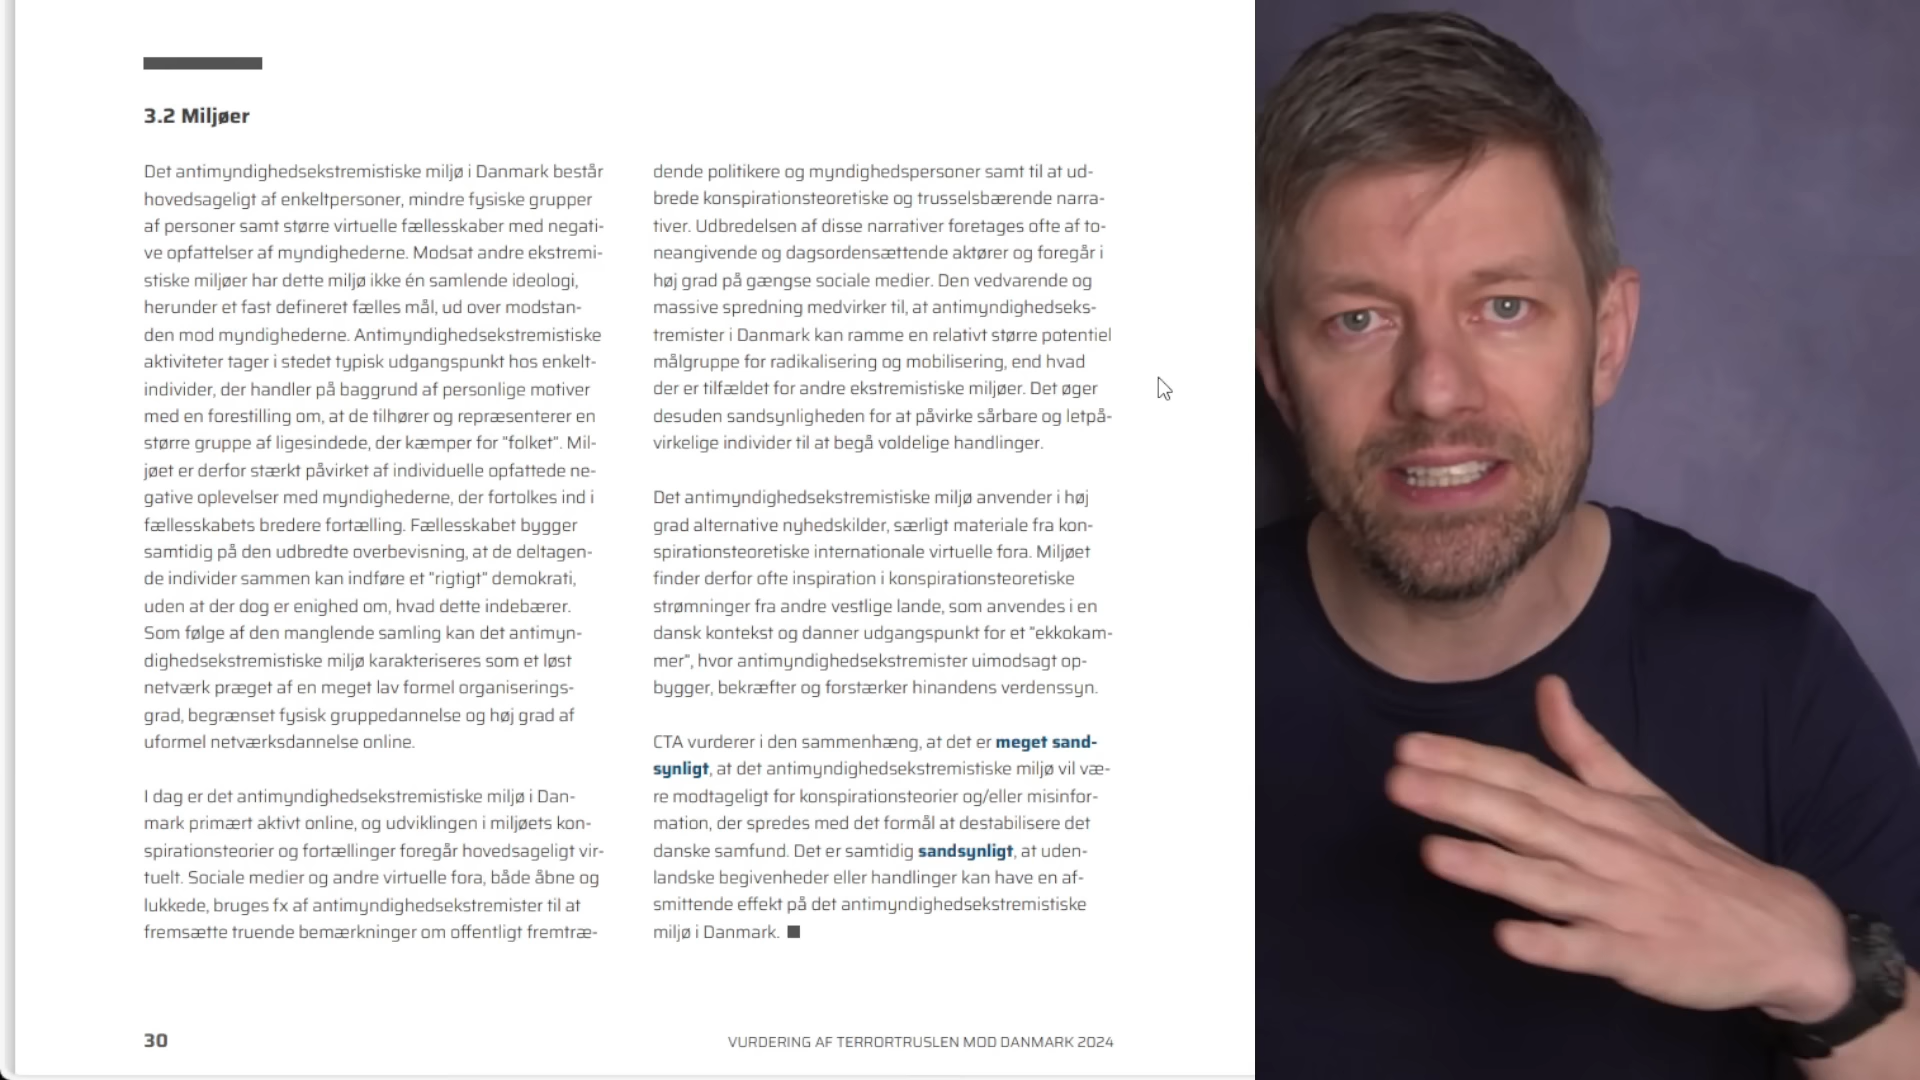 3.2 Miljøer
Det antimyndighedsekstremistiske miljø i Danmark består
hovedsageligt af enkeltpersoner, mindre fysiske grupper
af personer samt større virtuelle fællesskaber med negati-
ve opfattelser af myndighederne. Modsat andre ekstremi-
stiske miljøer har dette miljø ikke én samlende ideologi,
herunder et fast defineret fælles mål, ud over modstan-
den mod myndighederne. Antimyndighedsekstremistiske
aktiviteter tager i stedet typisk udgangspunkt hos enkelt-
individer, der handler på baggrund af personlige motiver
med en forestilling om, at de tilhører og repræsenterer en
større gruppe af ligesindede, der kæmper for "folket". Mil-
jøet er derfor stærkt påvirket af individuelle opfattede ne-
gative oplevelser med myndighederne, der fortolkes ind i
fællesskabets bredere fortælling. Fællesskabet bygger
samtidig på den udbredte overbevisning, at de deltagen-
de individer sammen kan indføre et "rigtigt" demokrati,
uden at der dog er enighed om, hvad dette indebærer.
Som følge af den manglende samling kan det antimyn-
dighedsekstremistiske miljø karakteriseres som et løst
netværk præget af en meget lav formel organiserings-
grad, begrænset fysisk gruppedannelse og høj grad af
uformel netværksdannelse online.
I dag er det antimyndighedsekstremistiske miljø i Dan-
mark primært aktivt online, og udviklingen i miljøets kon-
spirationsteorier og fortællinger foregår hovedsageligt vir-
tuelt. Sociale medier og andre virtuelle fora, både åbne og
lukkede, bruges fx af antimyndighedsekstremister til at
fremsætte truende bemærkninger om offentligt fremtræ-
dende politikere og myndighedspersoner samt til at ud-
brede konspirationsteoretiske og trusselsbærende narra-
tiver. Udbredelsen af disse narrativer foretages ofte af to-
neangivende og dagsordensættende aktører og foregår i
høj grad på gængse sociale medier. Den vedvarende og
massive spredning medvirker til, at antimyndighedseks-
tremister i Danmark kan ramme en relativt større potentiel
målgruppe for radikalisering og mobilisering, end hvad
der er tilfældet for andre ekstremistiske miljøer. Det øger
desuden sandsynligheden for at påvirke sårbare og letpå-
virkelige individer til at begå voldelige handlinger.
Det antimyndighedsekstremistiske miljø anvender i høj
grad alternative nyhedskilder, særligt materiale fra kon-
spirationsteoretiske internationale virtuelle fora. Miljøet
finder derfor ofte inspiration i konspirationsteoretiske
strømninger fra andre vestlige lande, som anvendes i en
dansk kontekst og danner udgangspunkt for et "ekkokam-
mer", hvor antimyndighedsekstremister uimodsagt op-
bygger, bekræfter og forstærker hinandens verdenssyn.
CTA vurderer i den sammenhæng, at det er meget sand-
synligt, at det antimyndighedsekstremistiske miljø vil væ-
re modtageligt for konspirationsteorier og/eller misinfor-
mation, der spredes med det formål at destabilisere det
danske samfund. Det er samtidig sandsynligt, at uden-
landske begivenheder eller handlinger kan have en af-
smittende effekt på det antimyndighedsekstremistiske
miljø i Danmark.
30
VURDERING AF TERRORTRUSLEN MOD DANMARK 2024